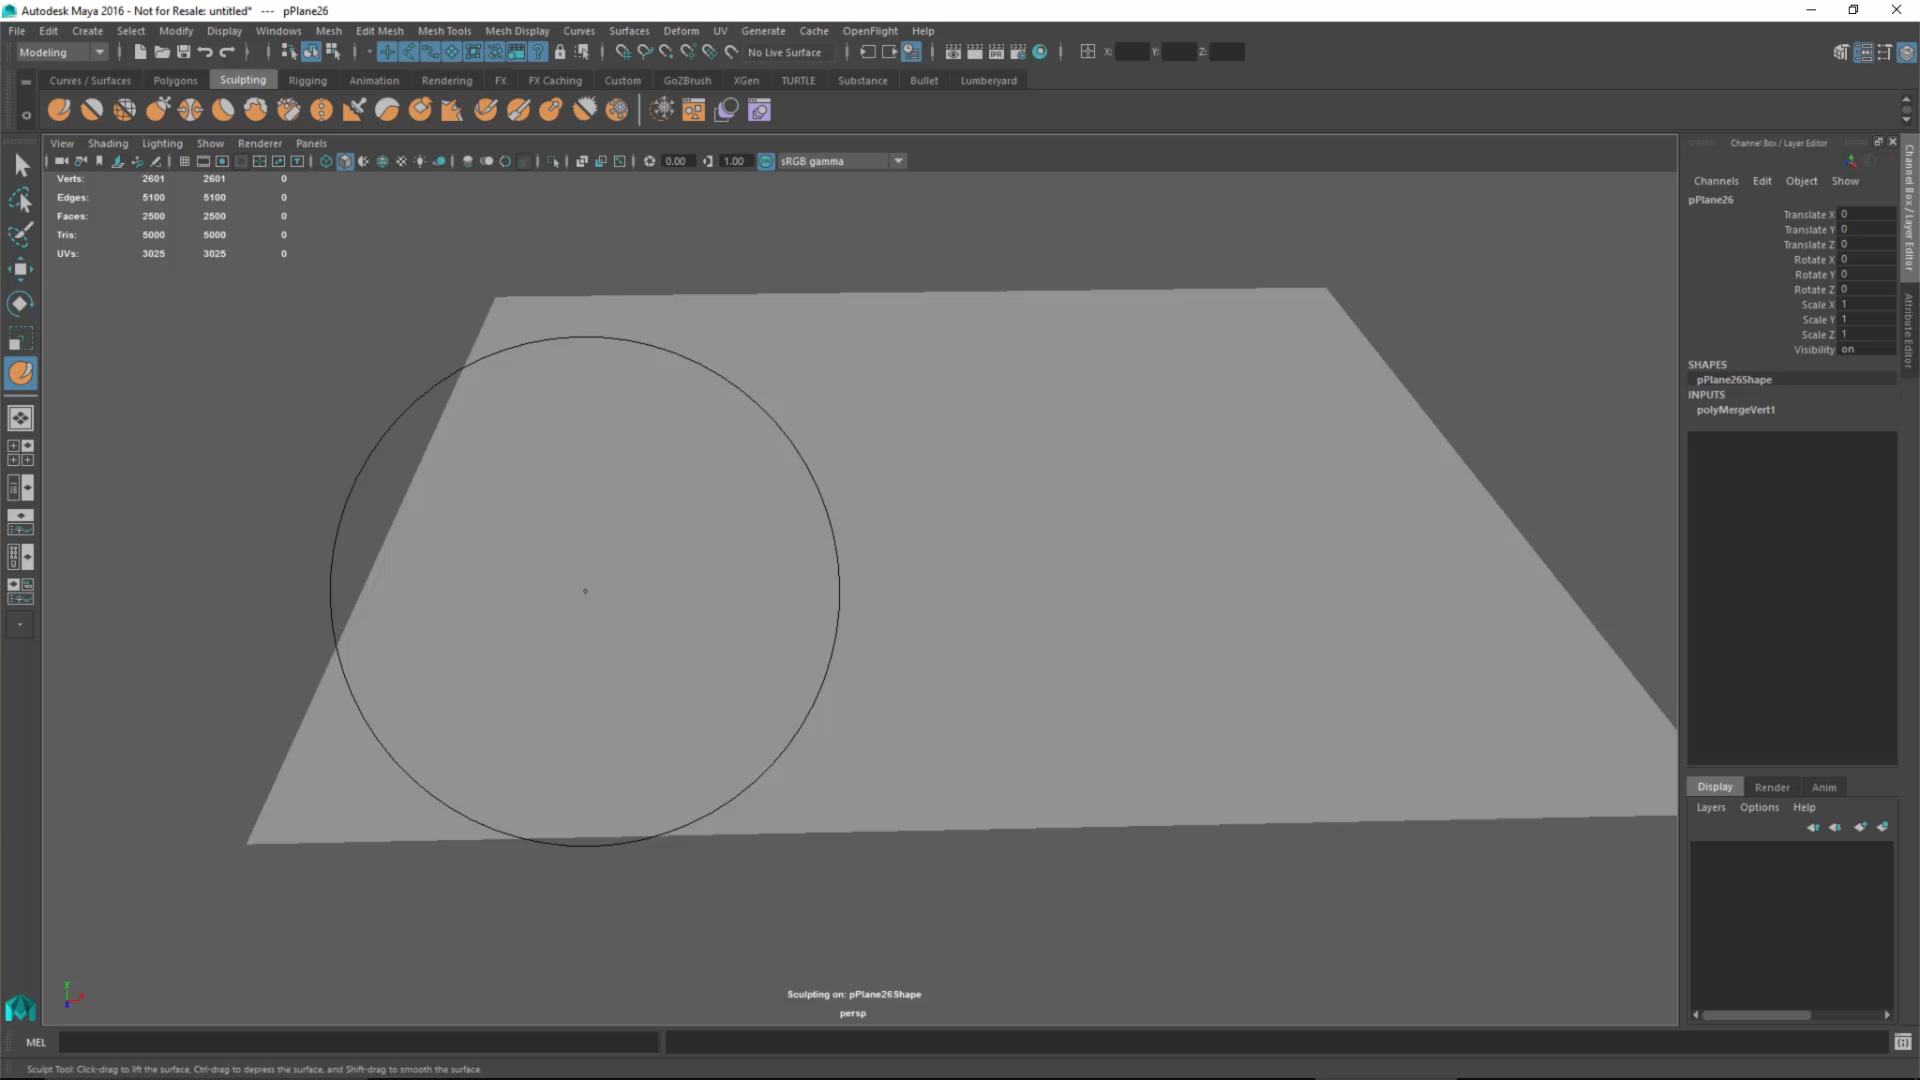 Autodesk Maya 2016 - Not for Resale: untitled* --- pPlane26
File Edit Create Select Modify Display Windows Mesh Edit Mesh Mesh Tools Mesh Display Curves Surfaces Deform UV Generate Cache OpenFlight Help
Modeling No Live Surface X: Y: Z:
Curves / Surfaces Polygons Sculpting Rigging Animation Rendering FX FX Caching Custom GoZBrush XGen TURTLE Substance Bullet Lumberyard
View Shading Lighting Show Renderer Panels
0.00 1.00 sRGB gamma
Verts: 2601 2601 0
Edges: 5100 5100 0
Faces: 2500 2500 0
Tris: 5000 5000 0
UVs: 3025 3025 0
Sculpting on: pPlane26Shape
persp
Channel Box / Layer Editor
Channels Edit Object Show
pPlane26
Translate X 0
Translate Y 0
Translate Z 0
Rotate X 0
Rotate Y 0
Rotate Z 0
Scale X 1
Scale Y 1
Scale Z 1
Visibility on
SHAPES
pPlane26Shape
INPUTS
polyMergeVert1
Channel Box / Layer Editor
Attribute Editor
Display Render Anim
Layers Options Help
MEL
Sculpt Tool: Click-drag to lift the surface, Ctrl-drag to depress the surface, and Shift-drag to smooth the surface.